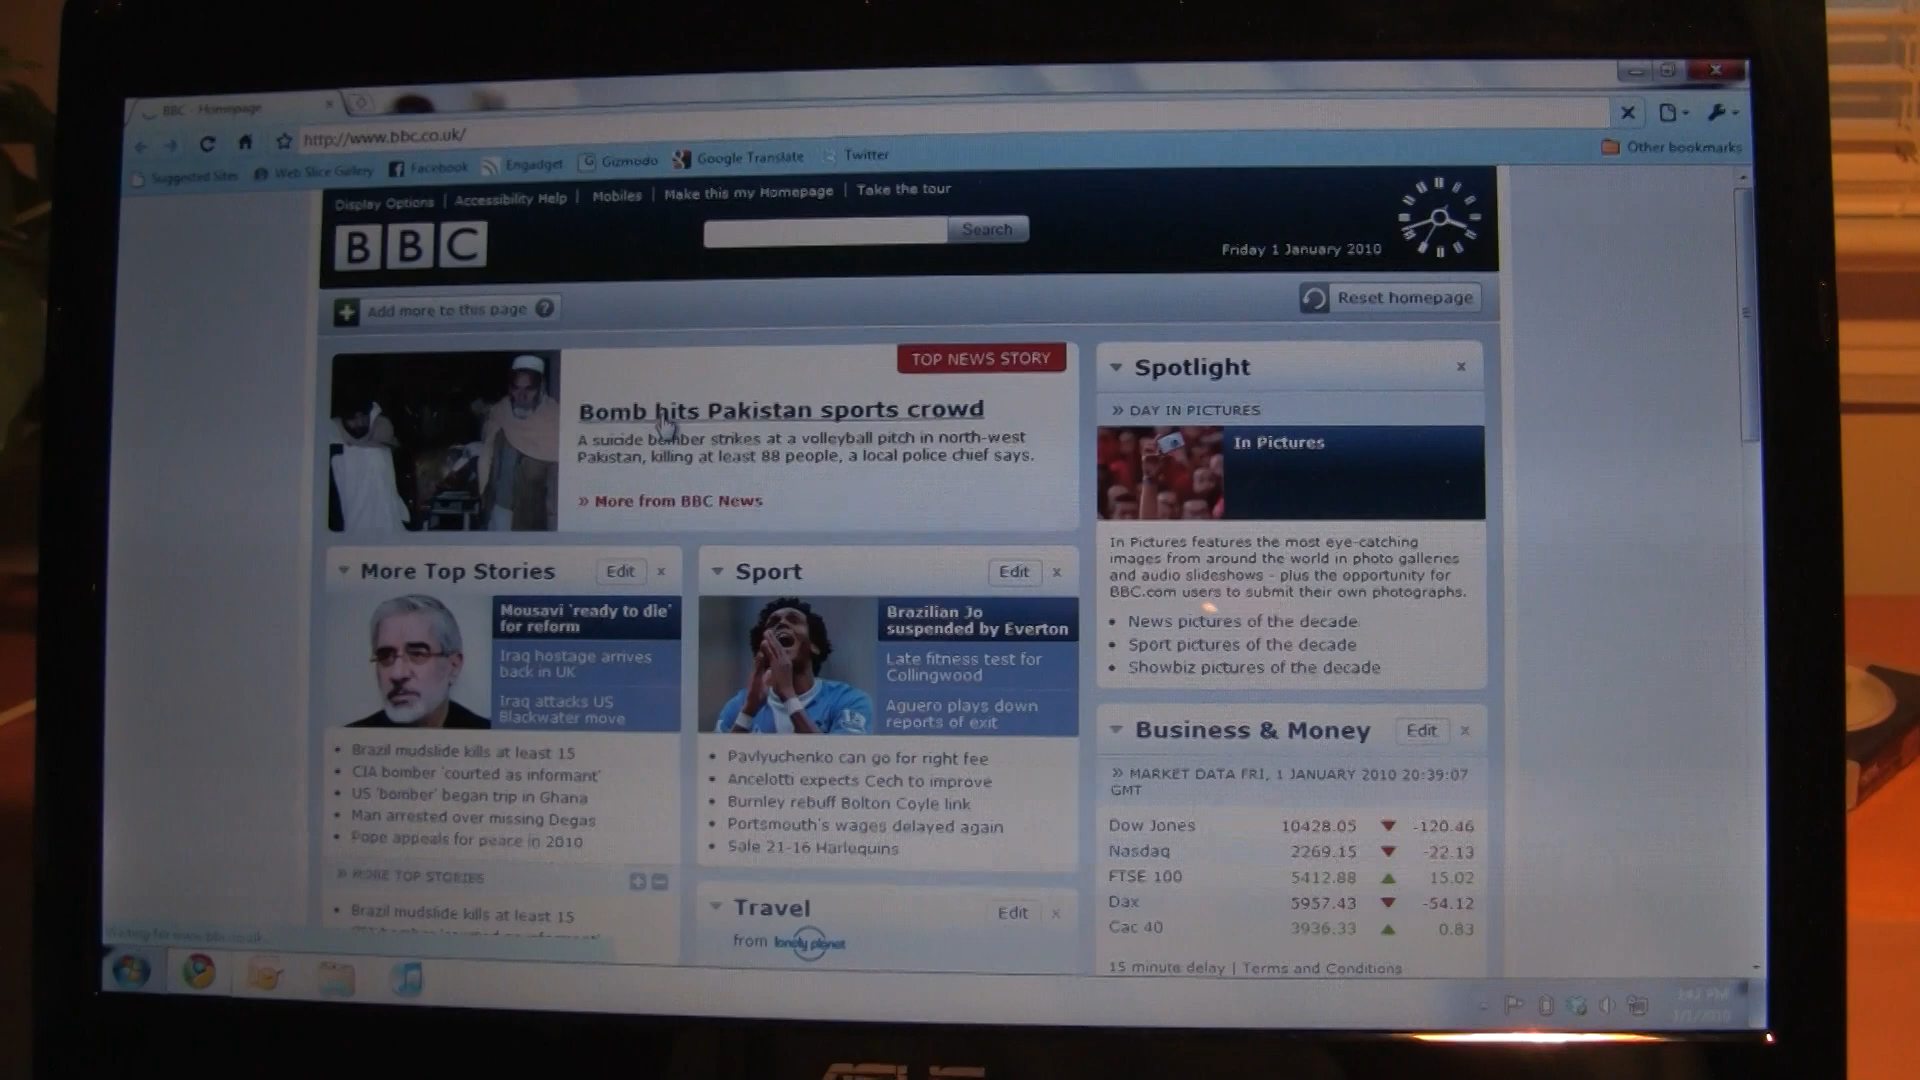 BBC - Homepage
http://www.bbc.co.uk/
Suggested Sites Web Slice Gallery Facebook Engadget Gizmodo Google Translate Twitter Other bookmarks
Display Options | Accessibility Help | Mobiles | Make this my Homepage | Take the tour
BBC
Search
Friday 1 January 2010
Add more to this page ?
Reset homepage
TOP NEWS STORY
Bomb hits Pakistan sports crowd
A suicide bomber strikes at a volleyball pitch in north-west
Pakistan, killing at least 88 people, a local police chief says.
» More from BBC News
More Top Stories
Edit x
Mousavi 'ready to die'
for reform
Iraq hostage arrives
back in UK
Iraq attacks US
Blackwater move
• Brazil mudslide kills at least 15
• CIA bomber 'courted as informant'
• US 'bomber' began trip in Ghana
• Man arrested over missing Degas
• Pope appeals for peace in 2010
» MORE TOP STORIES
• Brazil mudslide kills at least 15
Sport
Edit x
Brazilian Jo
suspended by Everton
Late fitness test for
Collingwood
Aguero plays down
reports of exit
• Pavlyuchenko can go for right fee
• Ancelotti expects Cech to improve
• Burnley rebuff Bolton Coyle link
• Portsmouth's wages delayed again
• Sale 21-16 Harlequins
Travel
Edit x
from lonely planet
Spotlight x
» DAY IN PICTURES
In Pictures
In Pictures features the most eye-catching
images from around the world in photo galleries
and audio slideshows - plus the opportunity for
BBC.com users to submit their own photographs.
• News pictures of the decade
• Sport pictures of the decade
• Showbiz pictures of the decade
Business & Money
Edit x
» MARKET DATA FRI, 1 JANUARY 2010 20:39:07
GMT
Dow Jones 10428.05 ▼ -120.46
Nasdaq 2269.15 ▼ -22.13
FTSE 100 5412.88 ▲ 15.02
Dax 5957.43 ▼ -54.12
Cac 40 3936.33 ▲ 0.83
15 minute delay | Terms and Conditions